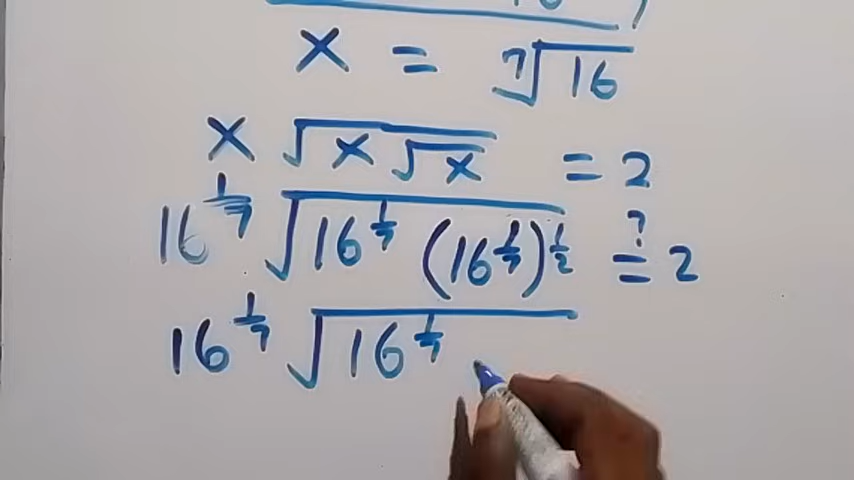 x = ⁷√16
x √(x √x) = 2
16^(1/7) √(16^(1/7) (16^(1/7))^(1/2)) ≟ 2
16^(1/7) √(16^(1/7)